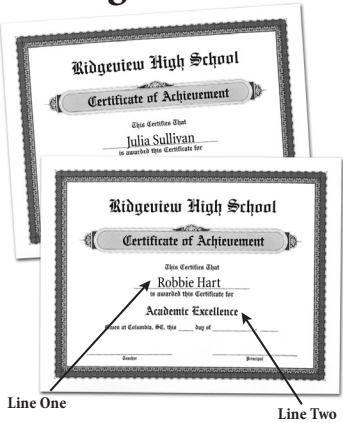 Ridgeview High School
Certificate of Achievement
This Certifies That
Julia Sullivan
is awarded this Certificate for
Ridgeview High School
Certificate of Achievement
This Certifies That
Robbie Hart
is awarded this Certificate for
Academic Excellence
Given at Columbia, SC, this ____ day of ____________, ____
Teacher Principal
Line One
Line Two